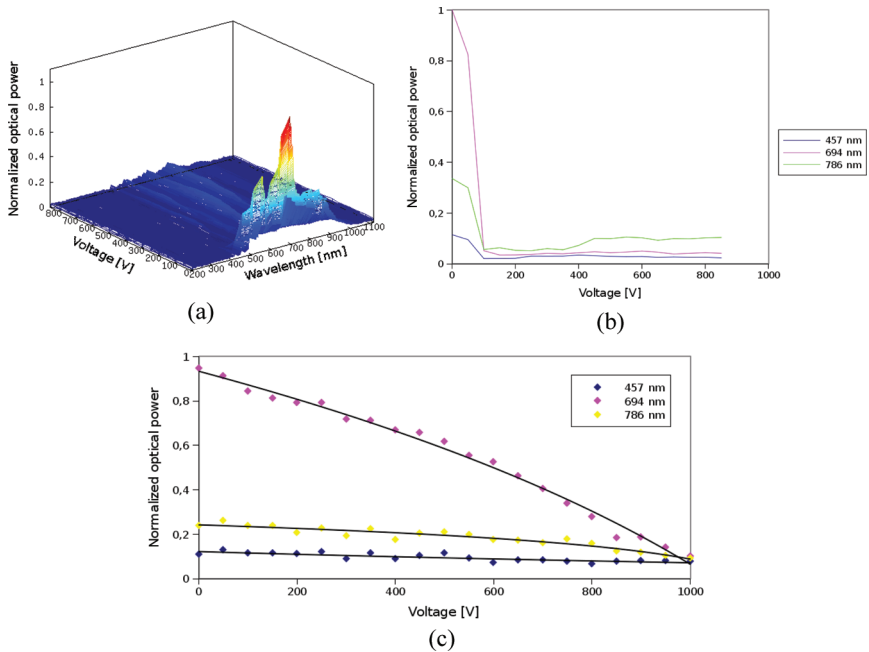 Normalized optical power
1
0.8
0.6
0.4
0.2
0
800
700
600
500
400
300
200
100
0
Voltage [V]
200 300 400 500 600 700 800 900 1000 1100
Wavelength [nm]
(a)
Normalized optical power
1
0,8
0,6
0,4
0,2
0
0 200 400 600 800 1000
Voltage [V]
457 nm
694 nm
786 nm
(b)
Normalized optical power
1
0,8
0,6
0,4
0,2
0
0 200 400 600 800 1000
Voltage [V]
457 nm
694 nm
786 nm
(c)